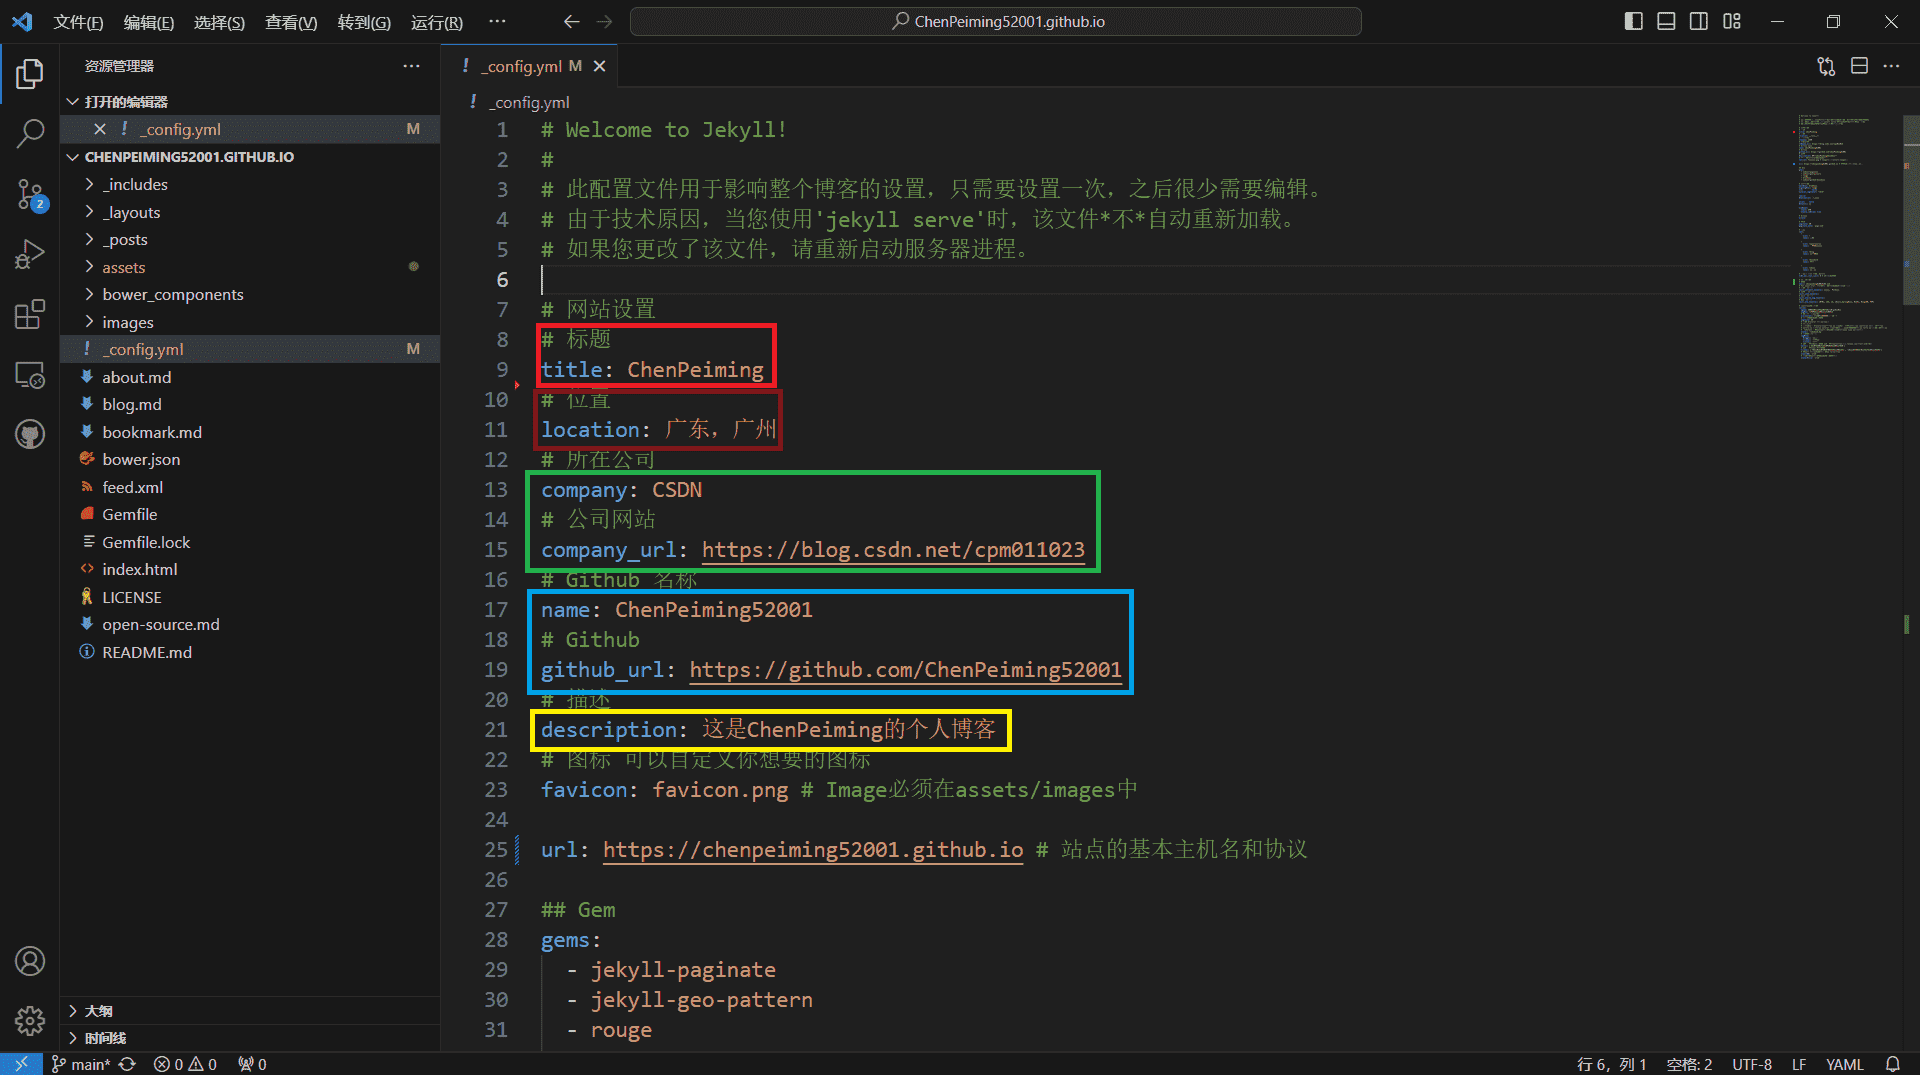 文件(F) 编辑(E) 选择(S) 查看(V) 转到(G) 运行(R) ··· ChenPeiming52001.github.io
资源管理器
打开的编辑器
_config.yml M
CHENPEIMING52001.GITHUB.IO
_includes
_layouts
_posts
assets
bower_components
images
_config.yml M
about.md
blog.md
bookmark.md
bower.json
feed.xml
Gemfile
Gemfile.lock
index.html
LICENSE
open-source.md
README.md
大纲
时间线
2
! _config.yml M
! _config.yml
1 # Welcome to Jekyll!
2 #
3 # 此配置文件用于影响整个博客的设置，只需要设置一次，之后很少需要编辑。
4 # 由于技术原因，当您使用'jekyll serve'时，该文件*不*自动重新加载。
5 # 如果您更改了该文件，请重新启动服务器进程。
6
7 # 网站设置
8 # 标题
9 title: ChenPeiming
10 # 位置
11 location: 广东，广州
12 # 所在公司
13 company: CSDN
14 # 公司网站
15 company_url: https://blog.csdn.net/cpm011023
16 # Github 名称
17 name: ChenPeiming52001
18 # Github
19 github_url: https://github.com/ChenPeiming52001
20 # 描述
21 description: 这是ChenPeiming的个人博客
22 # 图标 可以自定义你想要的图标
23 favicon: favicon.png # Image必须在assets/images中
24
25 url: https://chenpeiming52001.github.io # 站点的基本主机名和协议
26
27 ## Gem
28 gems:
29 - jekyll-paginate
30 - jekyll-geo-pattern
31 - rouge
main* 0 0 0 行 6，列 1 空格: 2 UTF-8 LF YAML